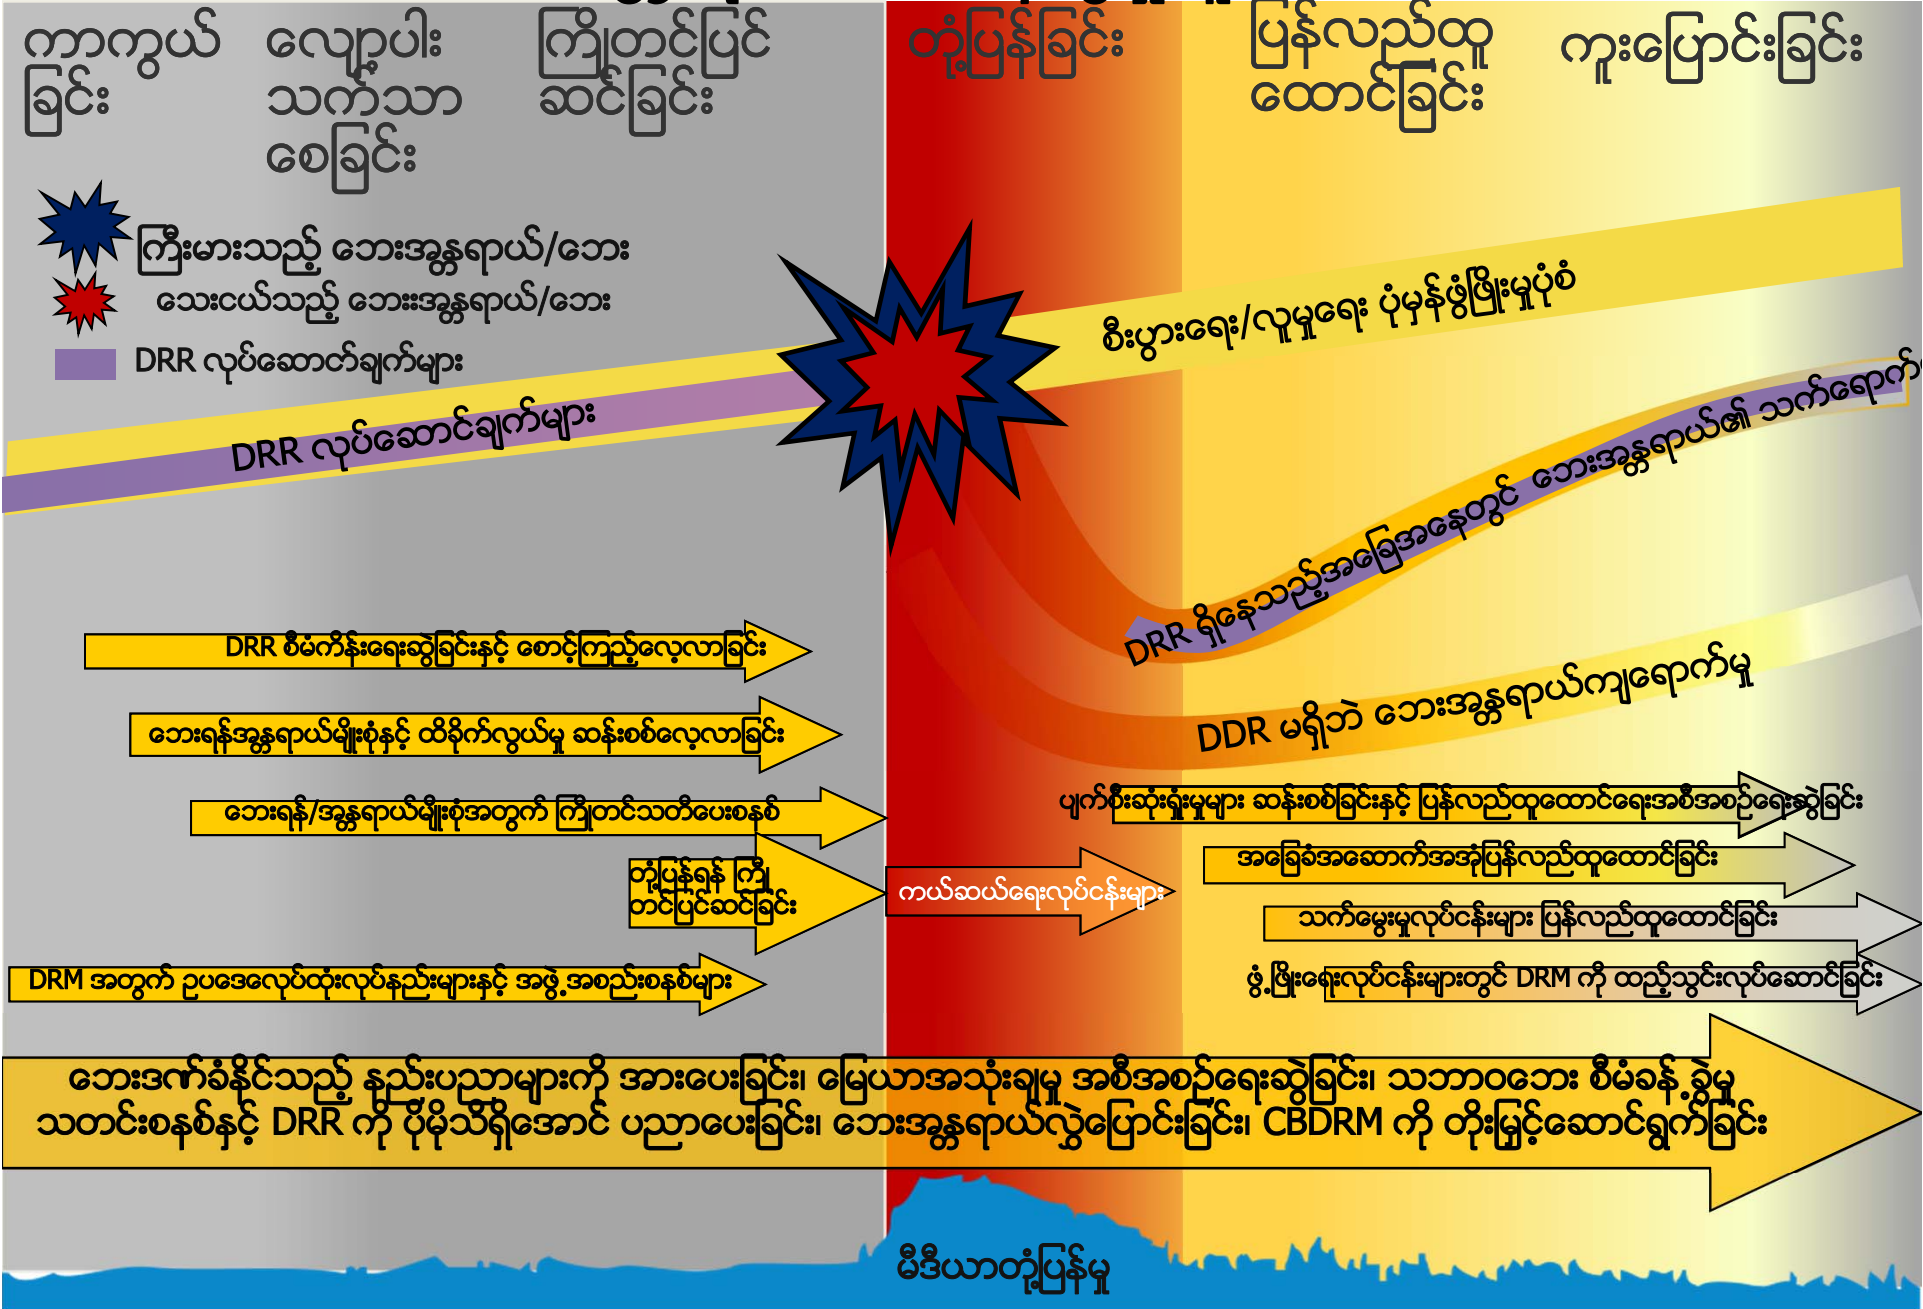 ကာကွယ်
ခြင်း
လျော့ပါး
သက်သာ
စေခြင်း
ကြိုတင်ပြင်
ဆင်ခြင်း
တုံ့ပြန်ခြင်း
ပြန်လည်ထူ
ထောင်ခြင်း
ကူးပြောင်းခြင်း
ကြီးမားသည့် ဘေးအန္တရာယ်/ဘေး
သေးငယ်သည့် ဘေးးအန္တရာယ်/ဘေး
DRR လုပ်ဆောင်ချက်များ
DRR လုပ်ဆောင်ချက်များ
စီးပွားရေး/လူမှုရေး ပုံမှန်ဖွံ့ဖြိုးမှုပုံစံ
DRR ရှိနေသည့်အခြေအနေတွင် ဘေးအန္တရာယ်၏ သက်ရောက်
DDR မရှိဘဲ ဘေးအန္တရာယ်ကျရောက်မှု
DRR စီမံကိန်းရေးဆွဲခြင်းနှင့် စောင့်ကြည့်လေ့လာခြင်း
ဘေးရန်အန္တရာယ်မျိုးစုံနှင့် ထိခိုက်လွယ်မှု ဆန်းစစ်လေ့လာခြင်း
ဘေးရန်/အန္တရာယ်မျိုးစုံအတွက် ကြိုတင်သတိပေးစနစ်
တုံ့ပြန်ရန် ကြို
တင်ပြင်ဆင်ခြင်း
ကယ်ဆယ်ရေးလုပ်ငန်းများ
DRM အတွက် ဥပဒေလုပ်ထုံးလုပ်နည်းများနှင့် အဖွဲ့အစည်းစနစ်များ
ပျက်စီးဆုံးရှုံးမှုများ ဆန်းစစ်ခြင်းနှင့် ပြန်လည်ထူထောင်ရေးအစီအစဉ်ရေးဆွဲခြင်း
အခြေခံအဆောက်အအုံပြန်လည်ထူထောင်ခြင်း
သက်မွေးမှုလုပ်ငန်းများ ပြန်လည်ထူထောင်ခြင်း
ဖွံ့ဖြိုးရေးလုပ်ငန်းများတွင် DRM ကို ထည့်သွင်းလုပ်ဆောင်ခြင်း
ဘေးဒဏ်ခံနိုင်သည့် နည်းပညာများကို အားပေးခြင်း၊ မြေယာအသုံးချမှု အစီအစဉ်ရေးဆွဲခြင်း၊ သဘာဝဘေး စီမံခန့်ခွဲမှု
သတင်းစနစ်နှင့် DRR ကို ပိုမိုသိရှိအောင် ပညာပေးခြင်း၊ ဘေးအန္တရာယ်လွှဲပြောင်းခြင်း၊ CBDRM ကို တိုးမြှင့်ဆောင်ရွက်ခြင်း
မီဒီယာတုံ့ပြန်မှု